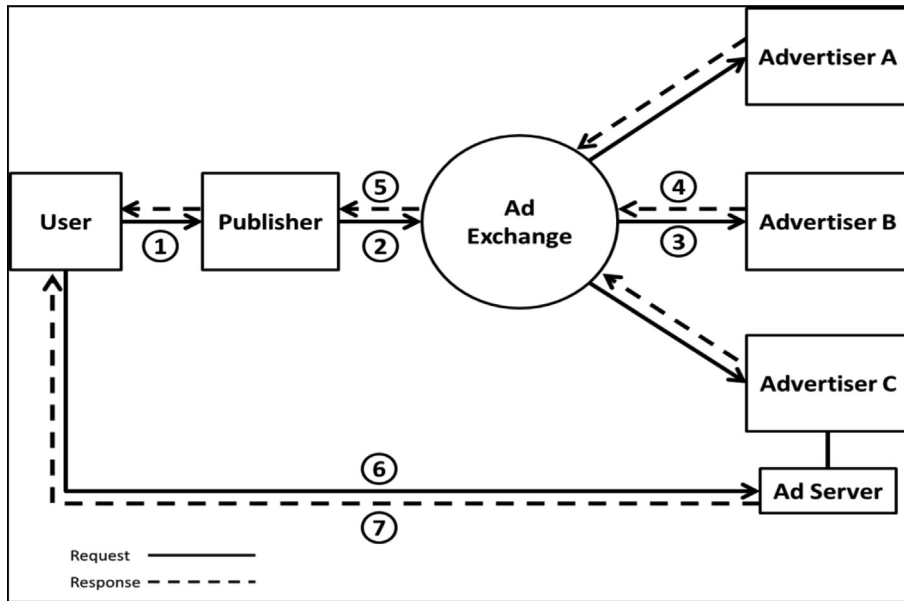 Advertiser A
User
1
Publisher
5
2
Ad
Exchange
4
3
Advertiser B
Advertiser C
6
7
Ad Server
Request
Response